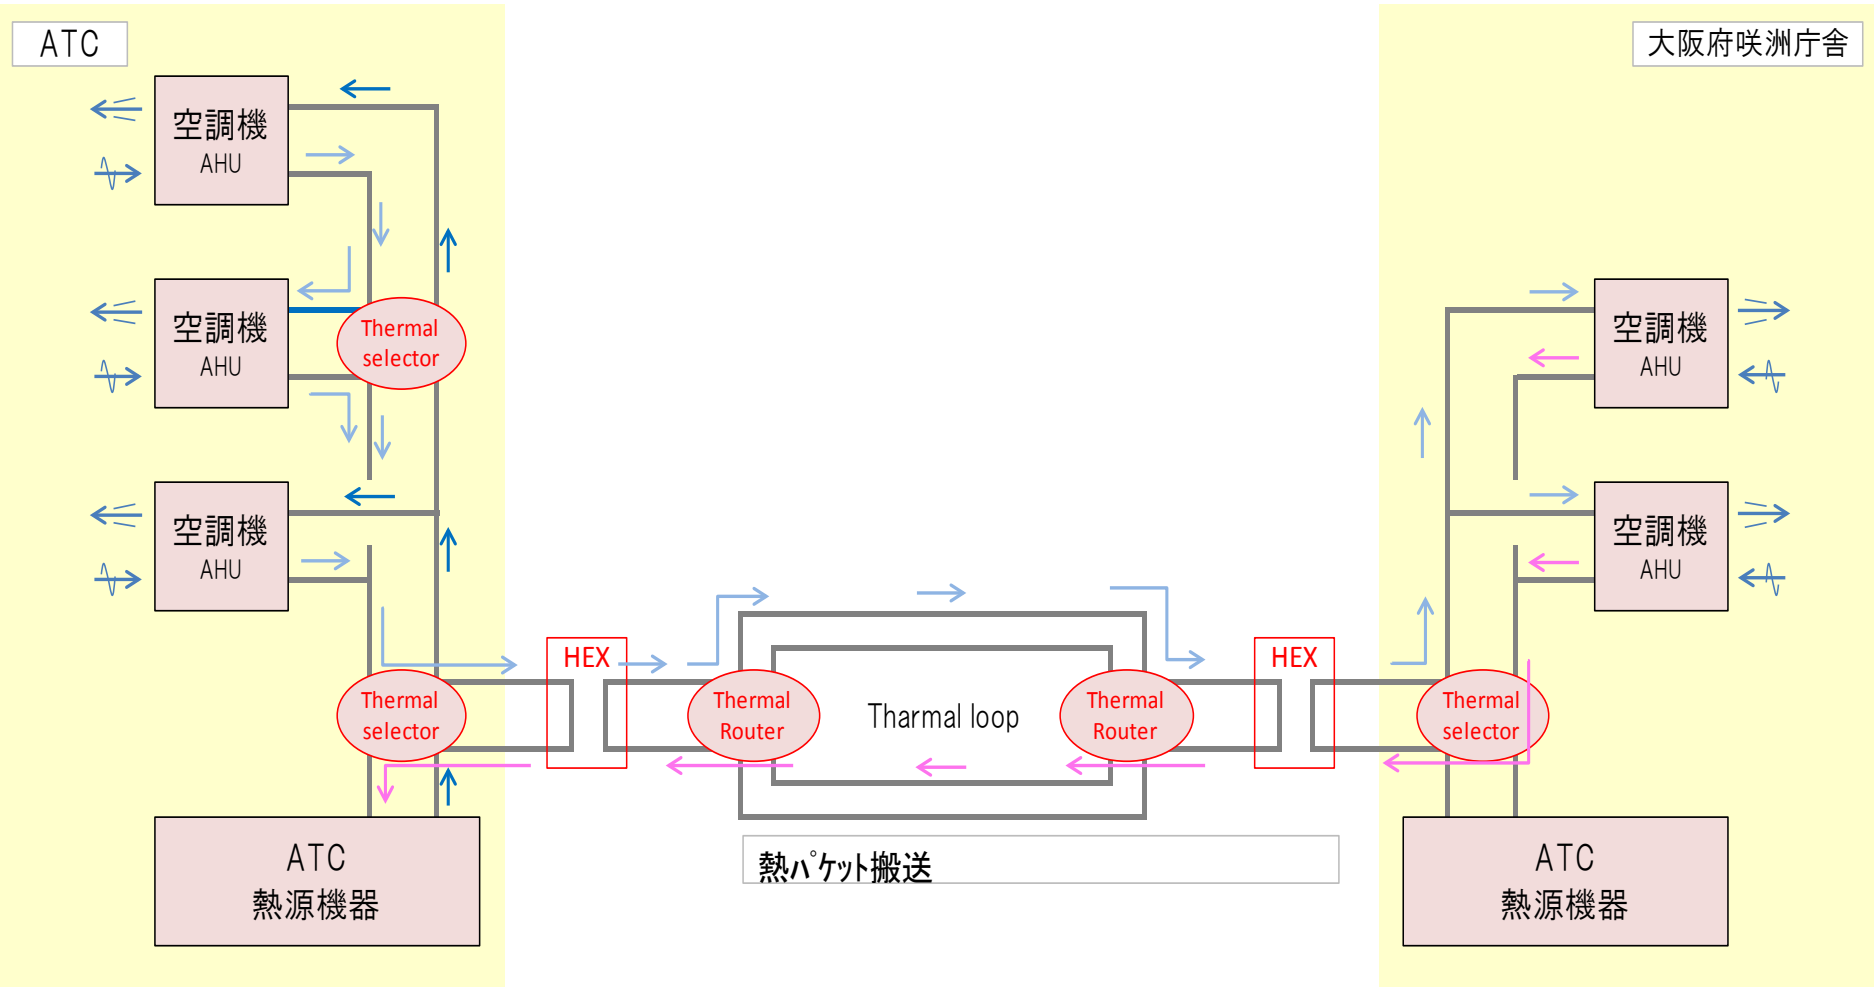 ATC
大阪府咲洲庁舎
空調機
AHU
空調機
AHU
Thermal
selector
空調機
AHU
空調機
AHU
空調機
AHU
HEX
HEX
Thermal
selector
Thermal
Router
Tharmal loop
Thermal
Router
Thermal
selector
熱パケット搬送
ATC
熱源機器
ATC
熱源機器